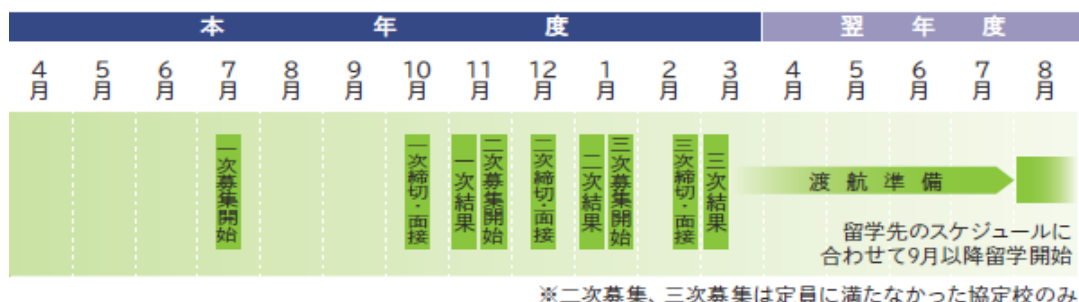 本年度 翌年度
4月 5月 6月 7月 8月 9月 10月 11月 12月 1月 2月 3月 4月 5月 6月 7月 8月
一次募集開始
一次締切・面接
一次結果
二次募集開始
二次締切・面接
二次結果
三次募集開始
三次締切・面接
三次結果
渡航準備
留学先のスケジュールに
合わせて9月以降留学開始
※二次募集、三次募集は定員に満たなかった協定校のみ